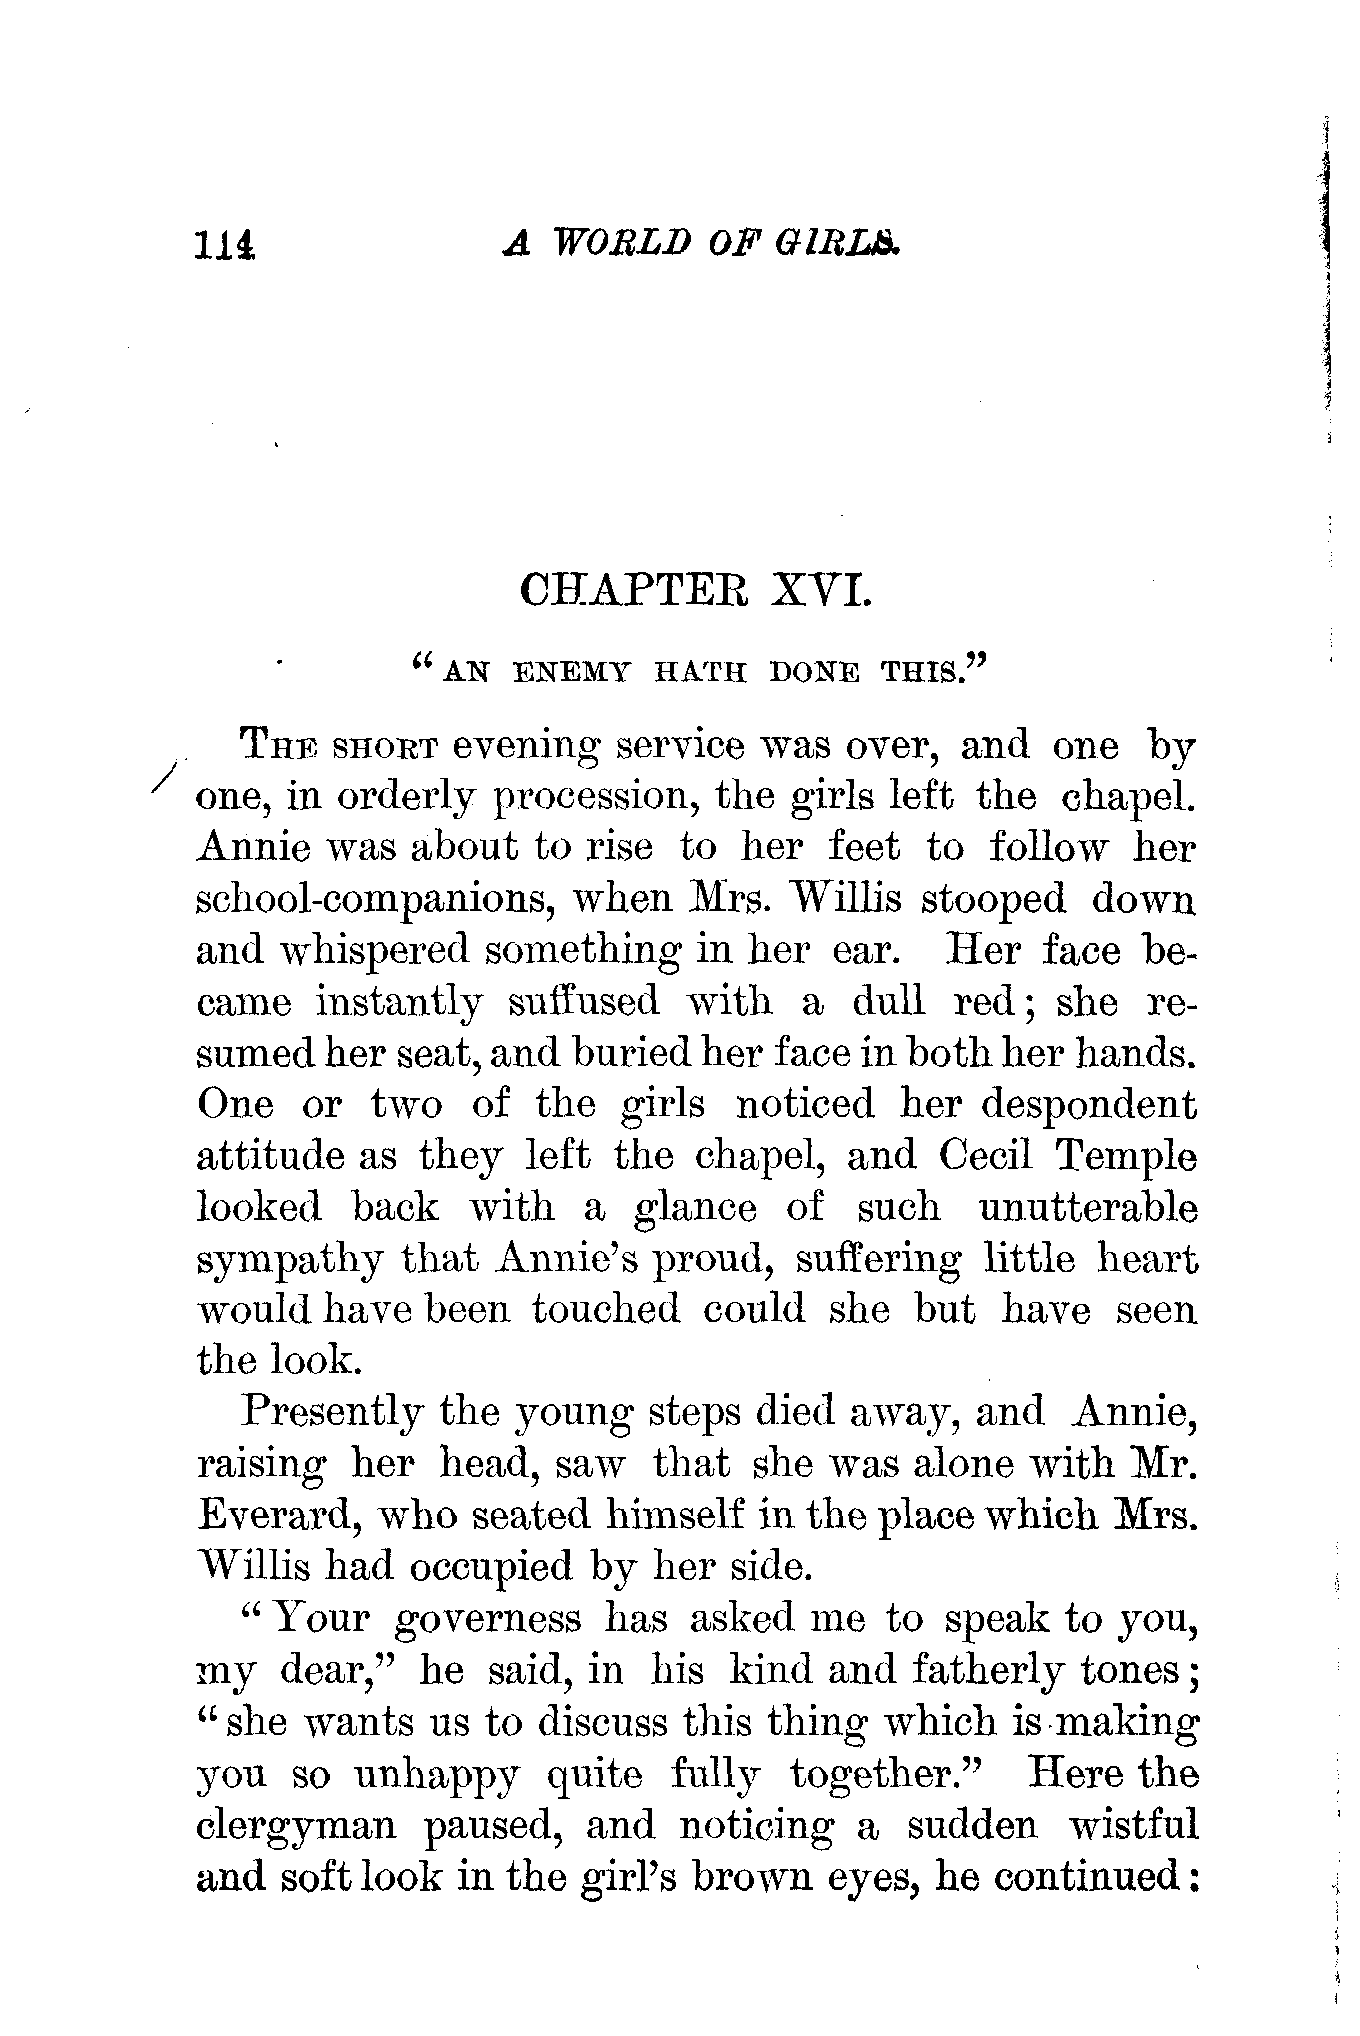 114 A WORLD OF GIRLS.
CHAPTER XVI.
“AN ENEMY HATH DONE THIS.”
THE SHORT evening service was over, and one by
one, in orderly procession, the girls left the chapel.
Annie was about to rise to her feet to follow her
school-companions, when Mrs. Willis stooped down
and whispered something in her ear. Her face be-
came instantly suffused with a dull red; she re-
sumed her seat, and buried her face in both her hands.
One or two of the girls noticed her despondent
attitude as they left the chapel, and Cecil Temple
looked back with a glance of such unutterable
sympathy that Annie’s proud, suffering little heart
would have been touched could she but have seen
the look.
Presently the young steps died away, and Annie,
raising her head, saw that she was alone with Mr.
Everard, who seated himself in the place which Mrs.
Willis had occupied by her side.
“Your governess has asked me to speak to you,
my dear,” he said, in his kind and fatherly tones;
“she wants us to discuss this thing which is making
you so unhappy quite fully together.” Here the
clergyman paused, and noticing a sudden wistful
and soft look in the girl’s brown eyes, he continued: